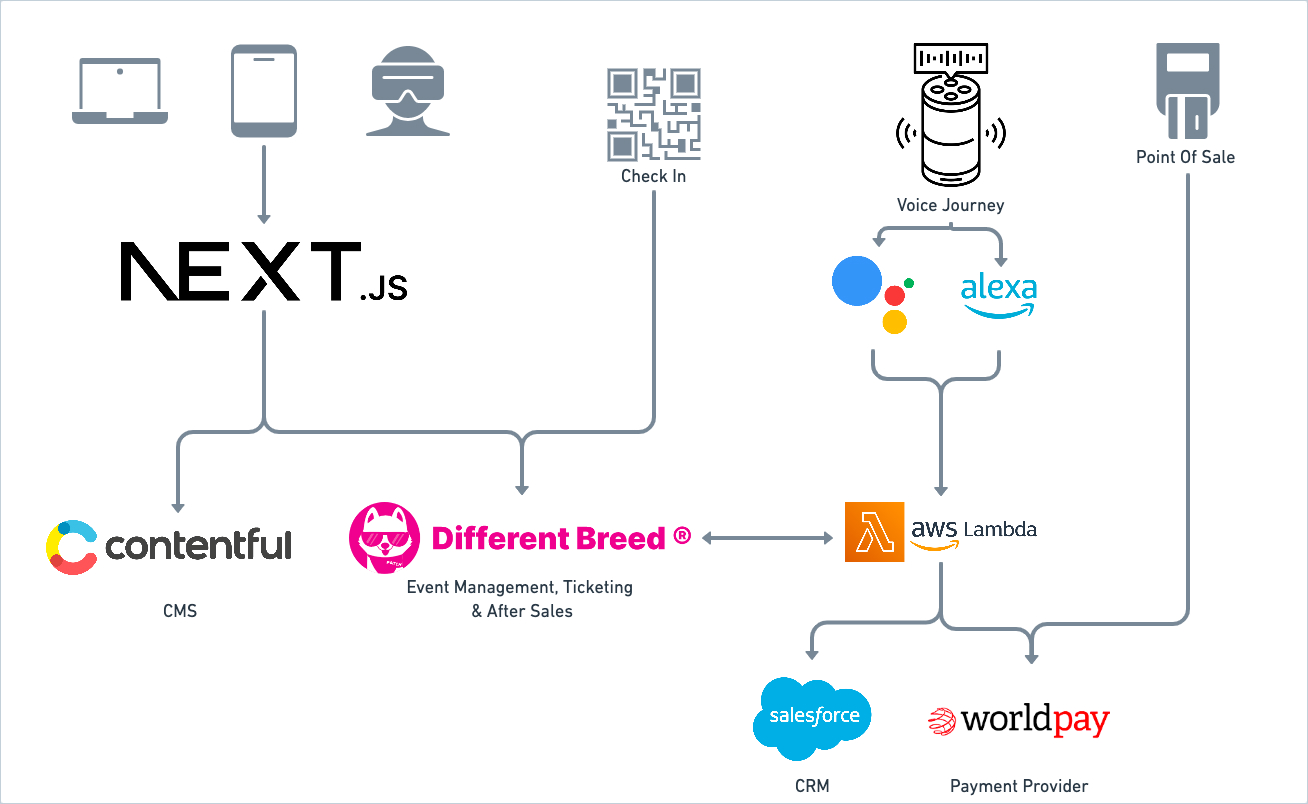 Check In
Voice Journey
Point Of Sale
NEXT.JS
alexa
contentful
CMS
Different Breed ®
Event Management, Ticketing
& After Sales
aws Lambda
salesforce
CRM
worldpay
Payment Provider